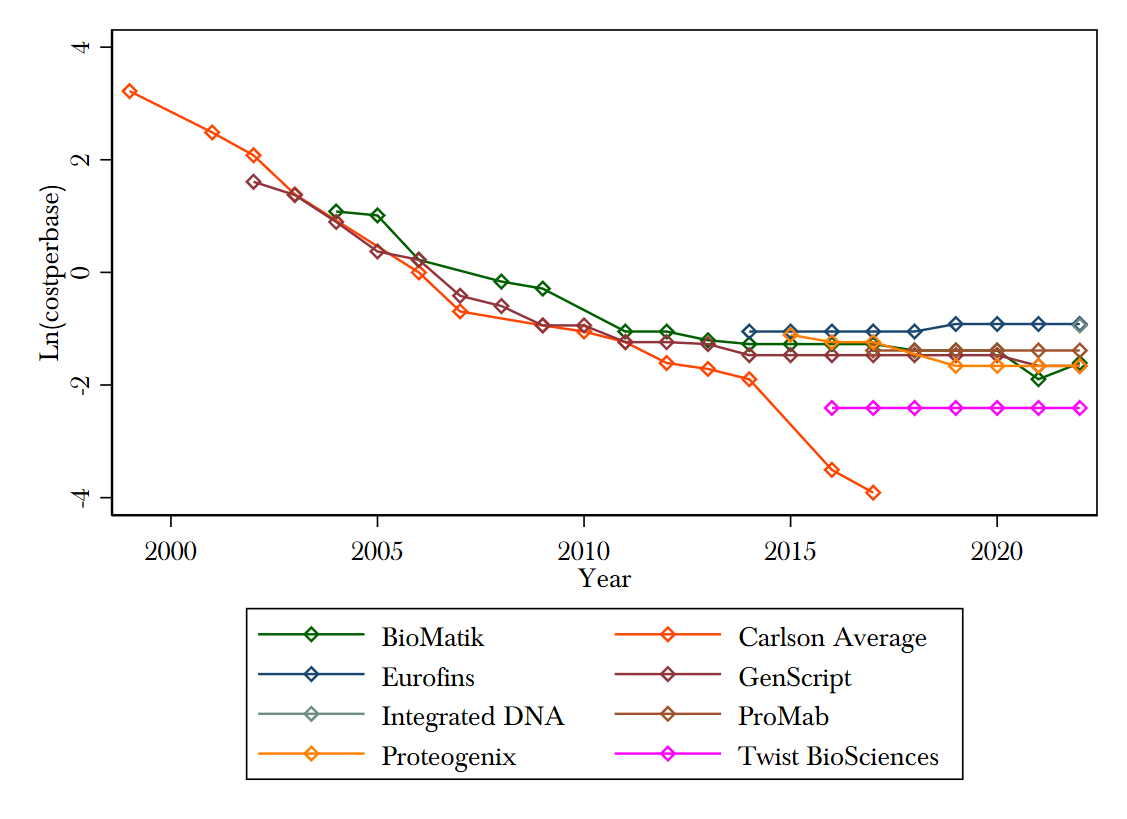 4
2
0
-2
-4
Ln(costperbase)
2000 2005 2010 2015 2020
Year
BioMatik Carlson Average
Eurofins GenScript
Integrated DNA ProMab
Proteogenix Twist BioSciences